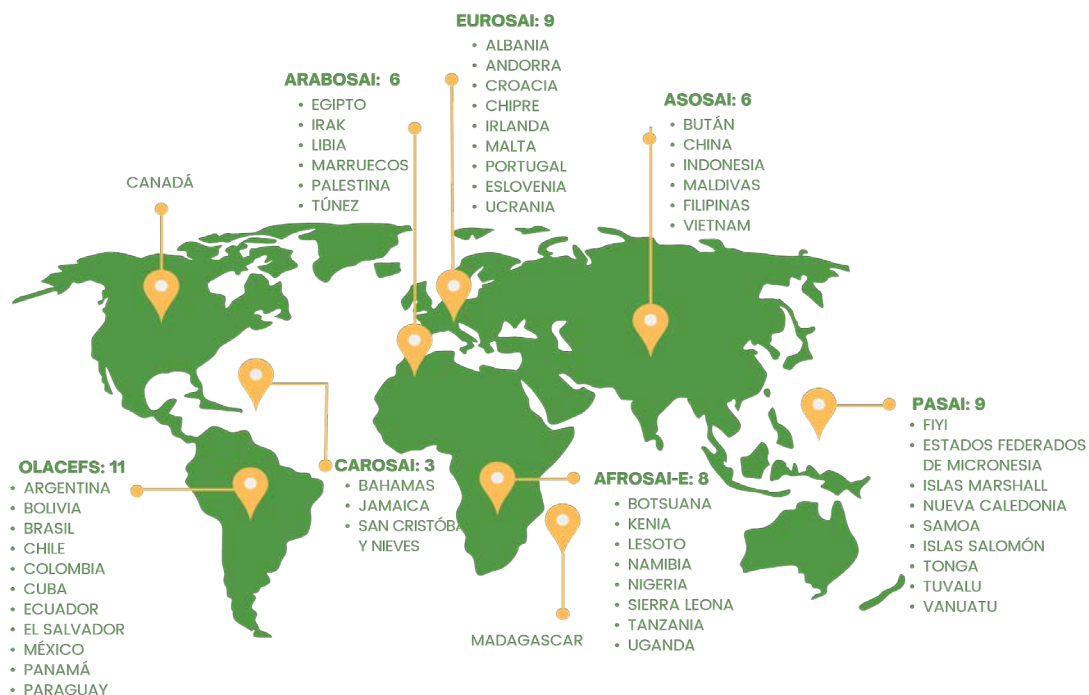 EUROSAI: 9
• ALBANIA
• ANDORRA
• CROACIA
• CHIPRE
• IRLANDA
• MALTA
• PORTUGAL
• ESLOVENIA
• UCRANIA
ARABOSAI: 6
• EGIPTO
• IRAK
• LIBIA
• MARRUECOS
• PALESTINA
• TÚNEZ
ASOSAI: 6
• BUTÁN
• CHINA
• INDONESIA
• MALDIVAS
• FILIPINAS
• VIETNAM
CANADÁ
PASAI: 9
• FIYI
• ESTADOS FEDERADOS
DE MICRONESIA
• ISLAS MARSHALL
• NUEVA CALEDONIA
• SAMOA
• ISLAS SALOMÓN
• TONGA
• TUVALU
• VANUATU
OLACEFS: 11
• ARGENTINA
• BOLIVIA
• BRASIL
• CHILE
• COLOMBIA
• CUBA
• ECUADOR
• EL SALVADOR
• MÉXICO
• PANAMÁ
• PARAGUAY
CAROSAI: 3
• BAHAMAS
• JAMAICA
• SAN CRISTÓBA
Y NIEVES
AFROSAI-E: 8
• BOTSUANA
• KENIA
• LESOTO
• NAMIBIA
• NIGERIA
• SIERRA LEONA
• TANZANIA
• UGANDA
MADAGASCAR